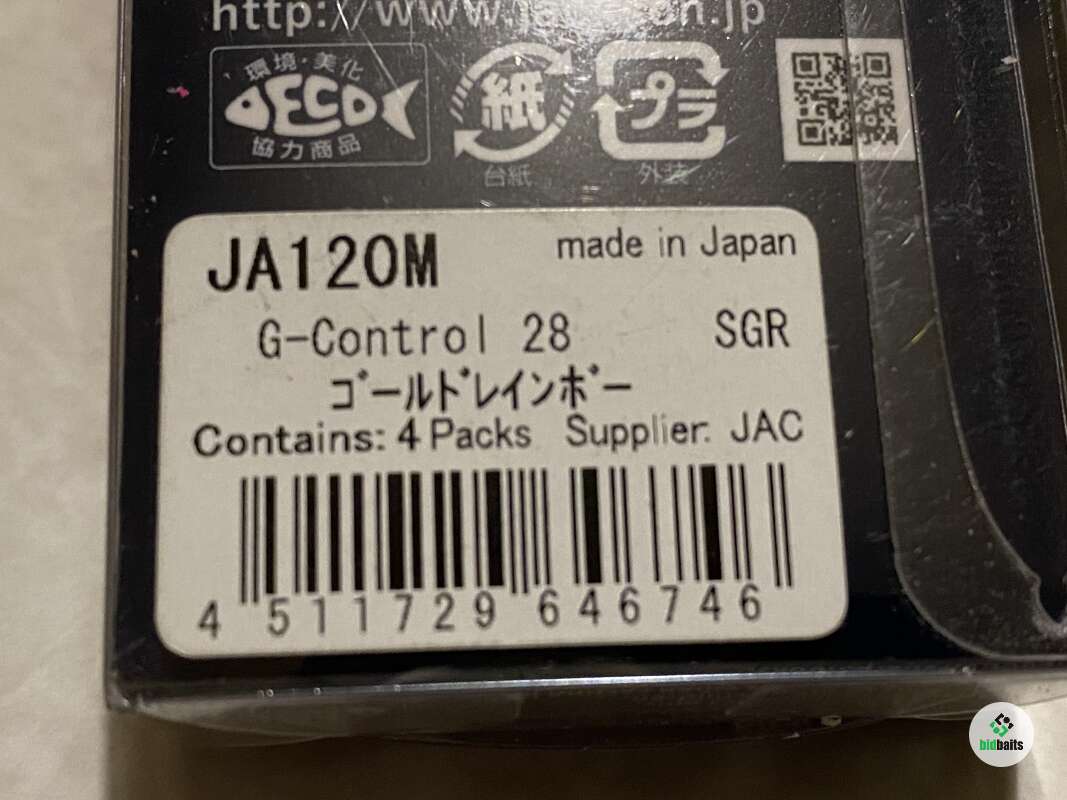 環境・美化
ECO
協力商品
紙
台紙
プラ
外装
JA120M
made in Japan
G-Control 28
SGR
ｺﾞｰﾙﾄﾞﾚｲﾝﾎﾞｰ
Contains: 4 Packs
Supplier: JAC
4 511729 646746
bidbaits